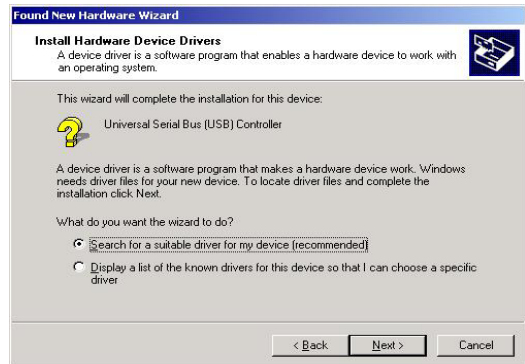 Found New Hardware Wizard
Install Hardware Device Drivers
A device driver is a software program that enables a hardware device to work with
an operating system.
This wizard will complete the installation for this device:
Universal Serial Bus (USB) Controller
A device driver is a software program that makes a hardware device work. Windows
needs driver files for your new device. To locate driver files and complete the
installation click Next.
What do you want the wizard to do?
Search for a suitable driver for my device (recommended)
Display a list of the known drivers for this device so that I can choose a specific
driver
< Back
Next >
Cancel